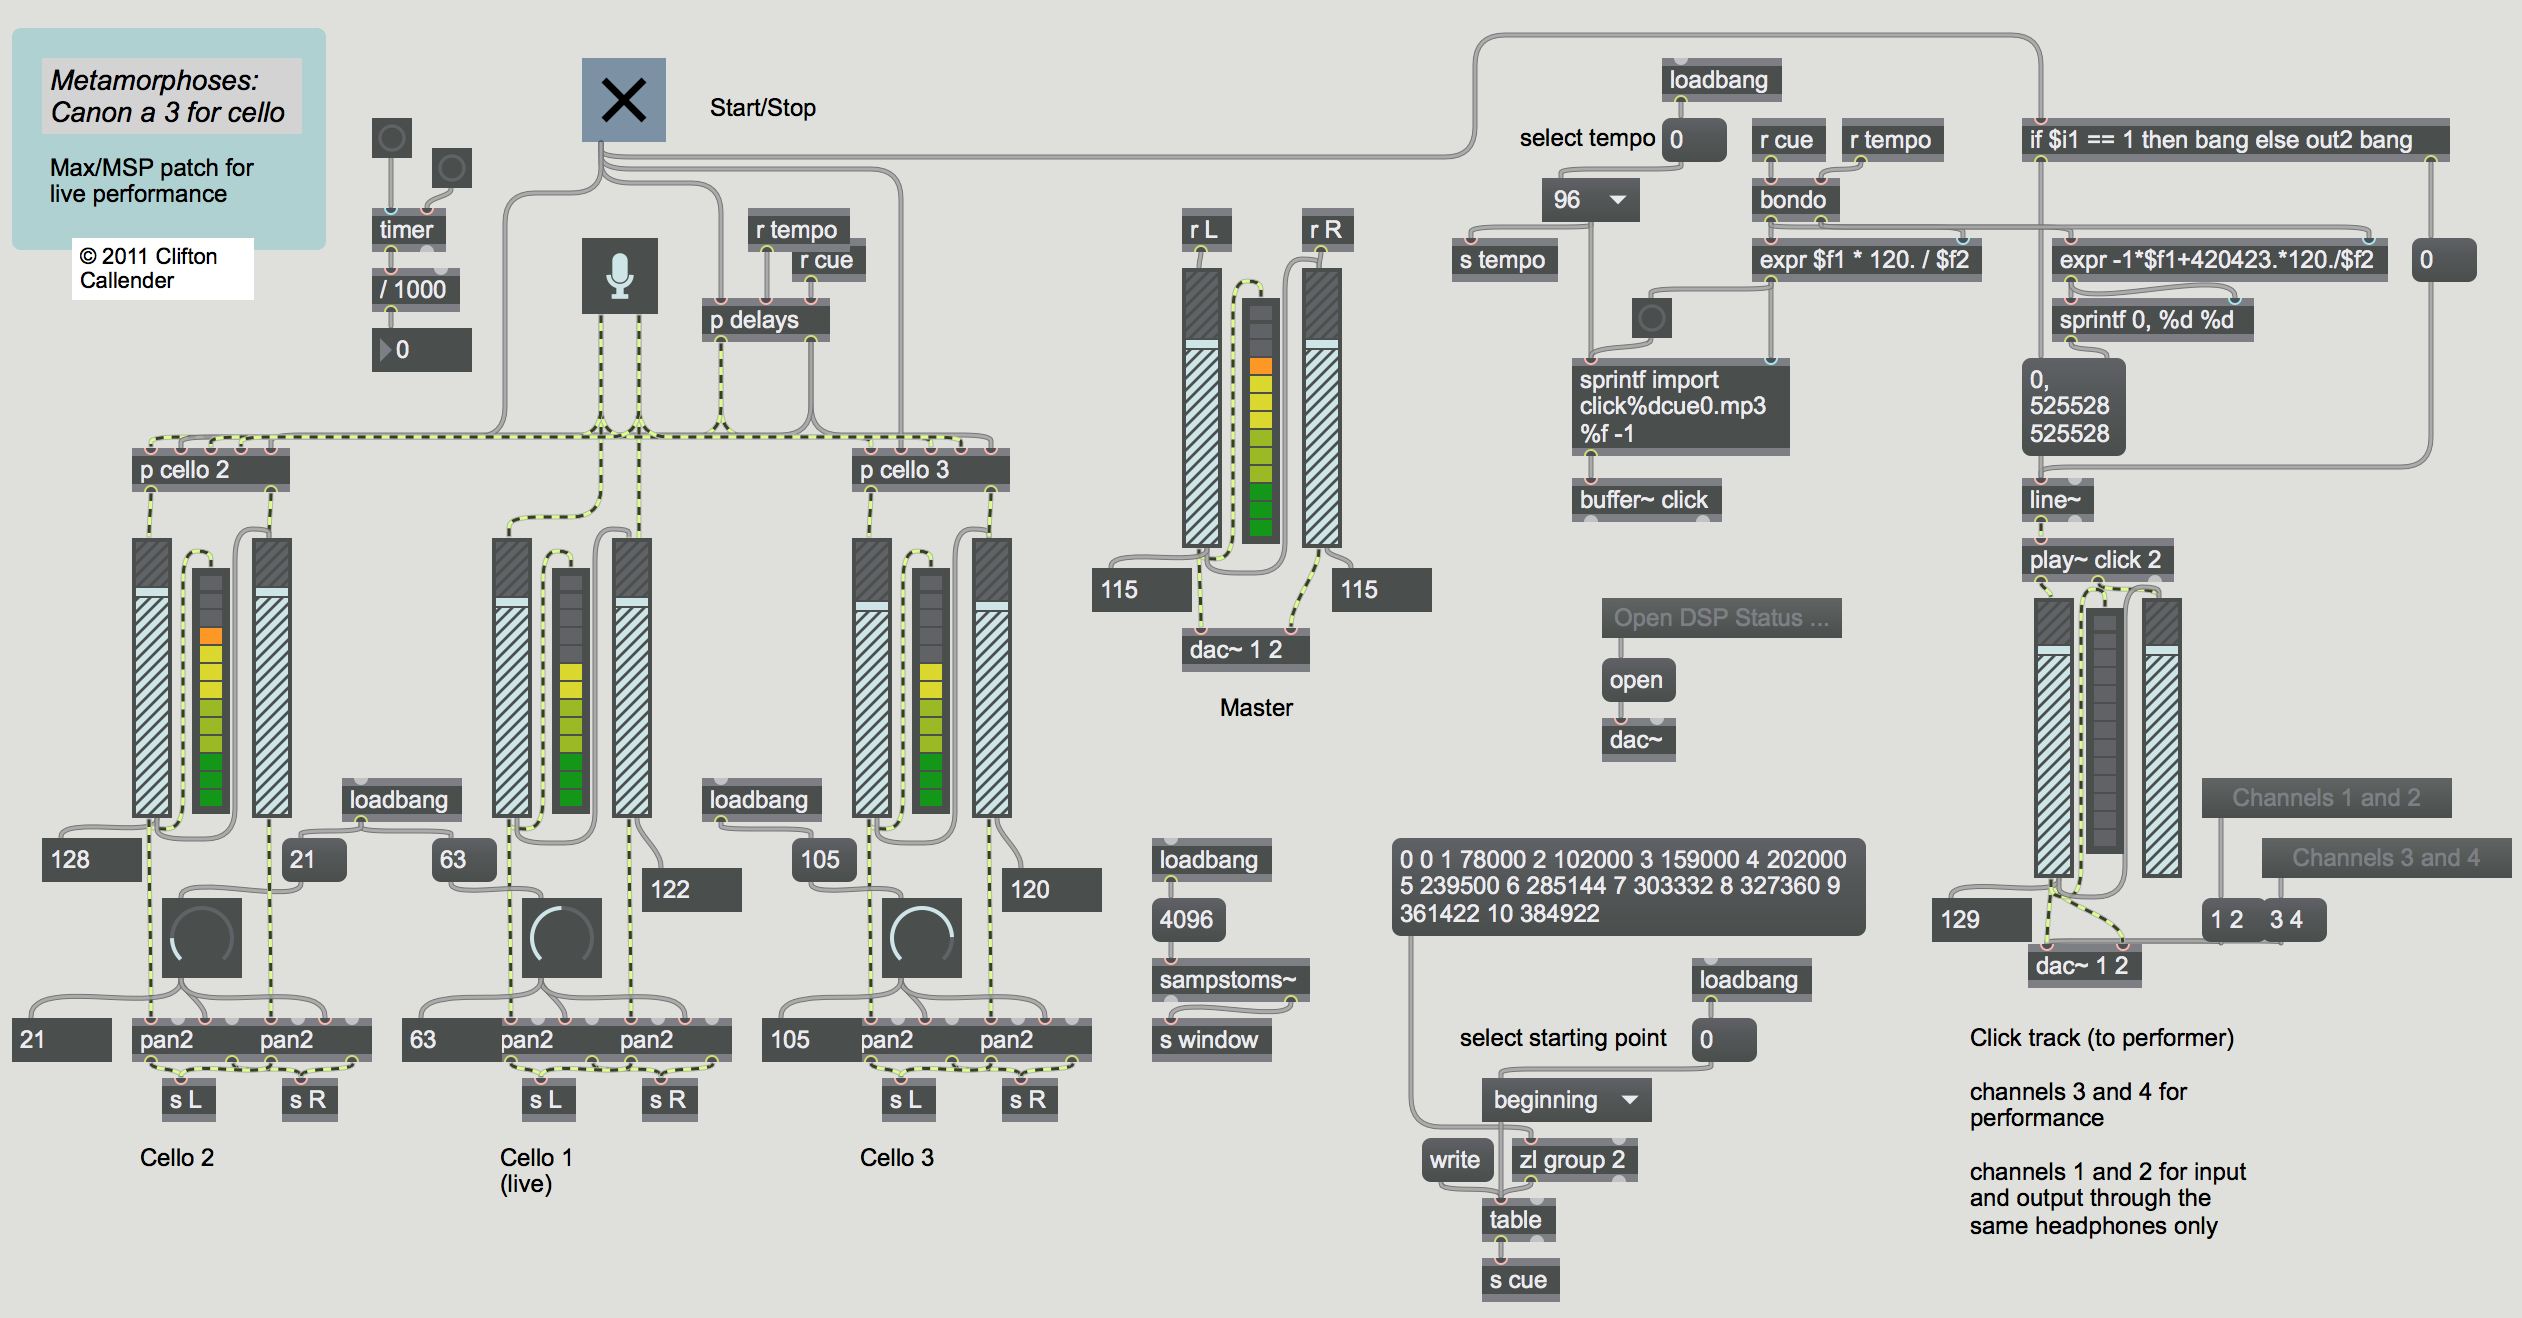 Metamorphoses:
Canon a 3 for cello
Max/MSP patch for
live performance
© 2011 Clifton
Callender
timer
/ 1000
0
Start/Stop
r tempo
r cue
p delays
p cello 2
p cello 3
128
loadbang
21
63
122
loadbang
105
120
21
pan2
pan2
63
pan2
pan2
105
pan2
pan2
s L
s R
s L
s R
s L
s R
Cello 2
Cello 1
(live)
Cello 3
r L
r R
115
115
dac~ 1 2
Master
loadbang
4096
sampstoms~
s window
loadbang
select tempo
0
96
s tempo
r cue
r tempo
bondo
expr $f1 * 120. / $f2
sprintf import
click%dcue0.mp3
%f -1
buffer~ click
if $i1 == 1 then bang else out2 bang
expr -1*$f1+420423.*120./$f2
0
sprintf 0, %d %d
0,
525528
525528
line~
play~ click 2
Open DSP Status ...
open
dac~
Channels 1 and 2
Channels 3 and 4
129
1 2
3 4
dac~ 1 2
0 0 1 78000 2 102000 3 159000 4 202000
5 239500 6 285144 7 303332 8 327360 9
361422 10 384922
loadbang
select starting point
0
beginning
write
zl group 2
table
s cue
Click track (to performer)
channels 3 and 4 for
performance
channels 1 and 2 for input
and output through the
same headphones only